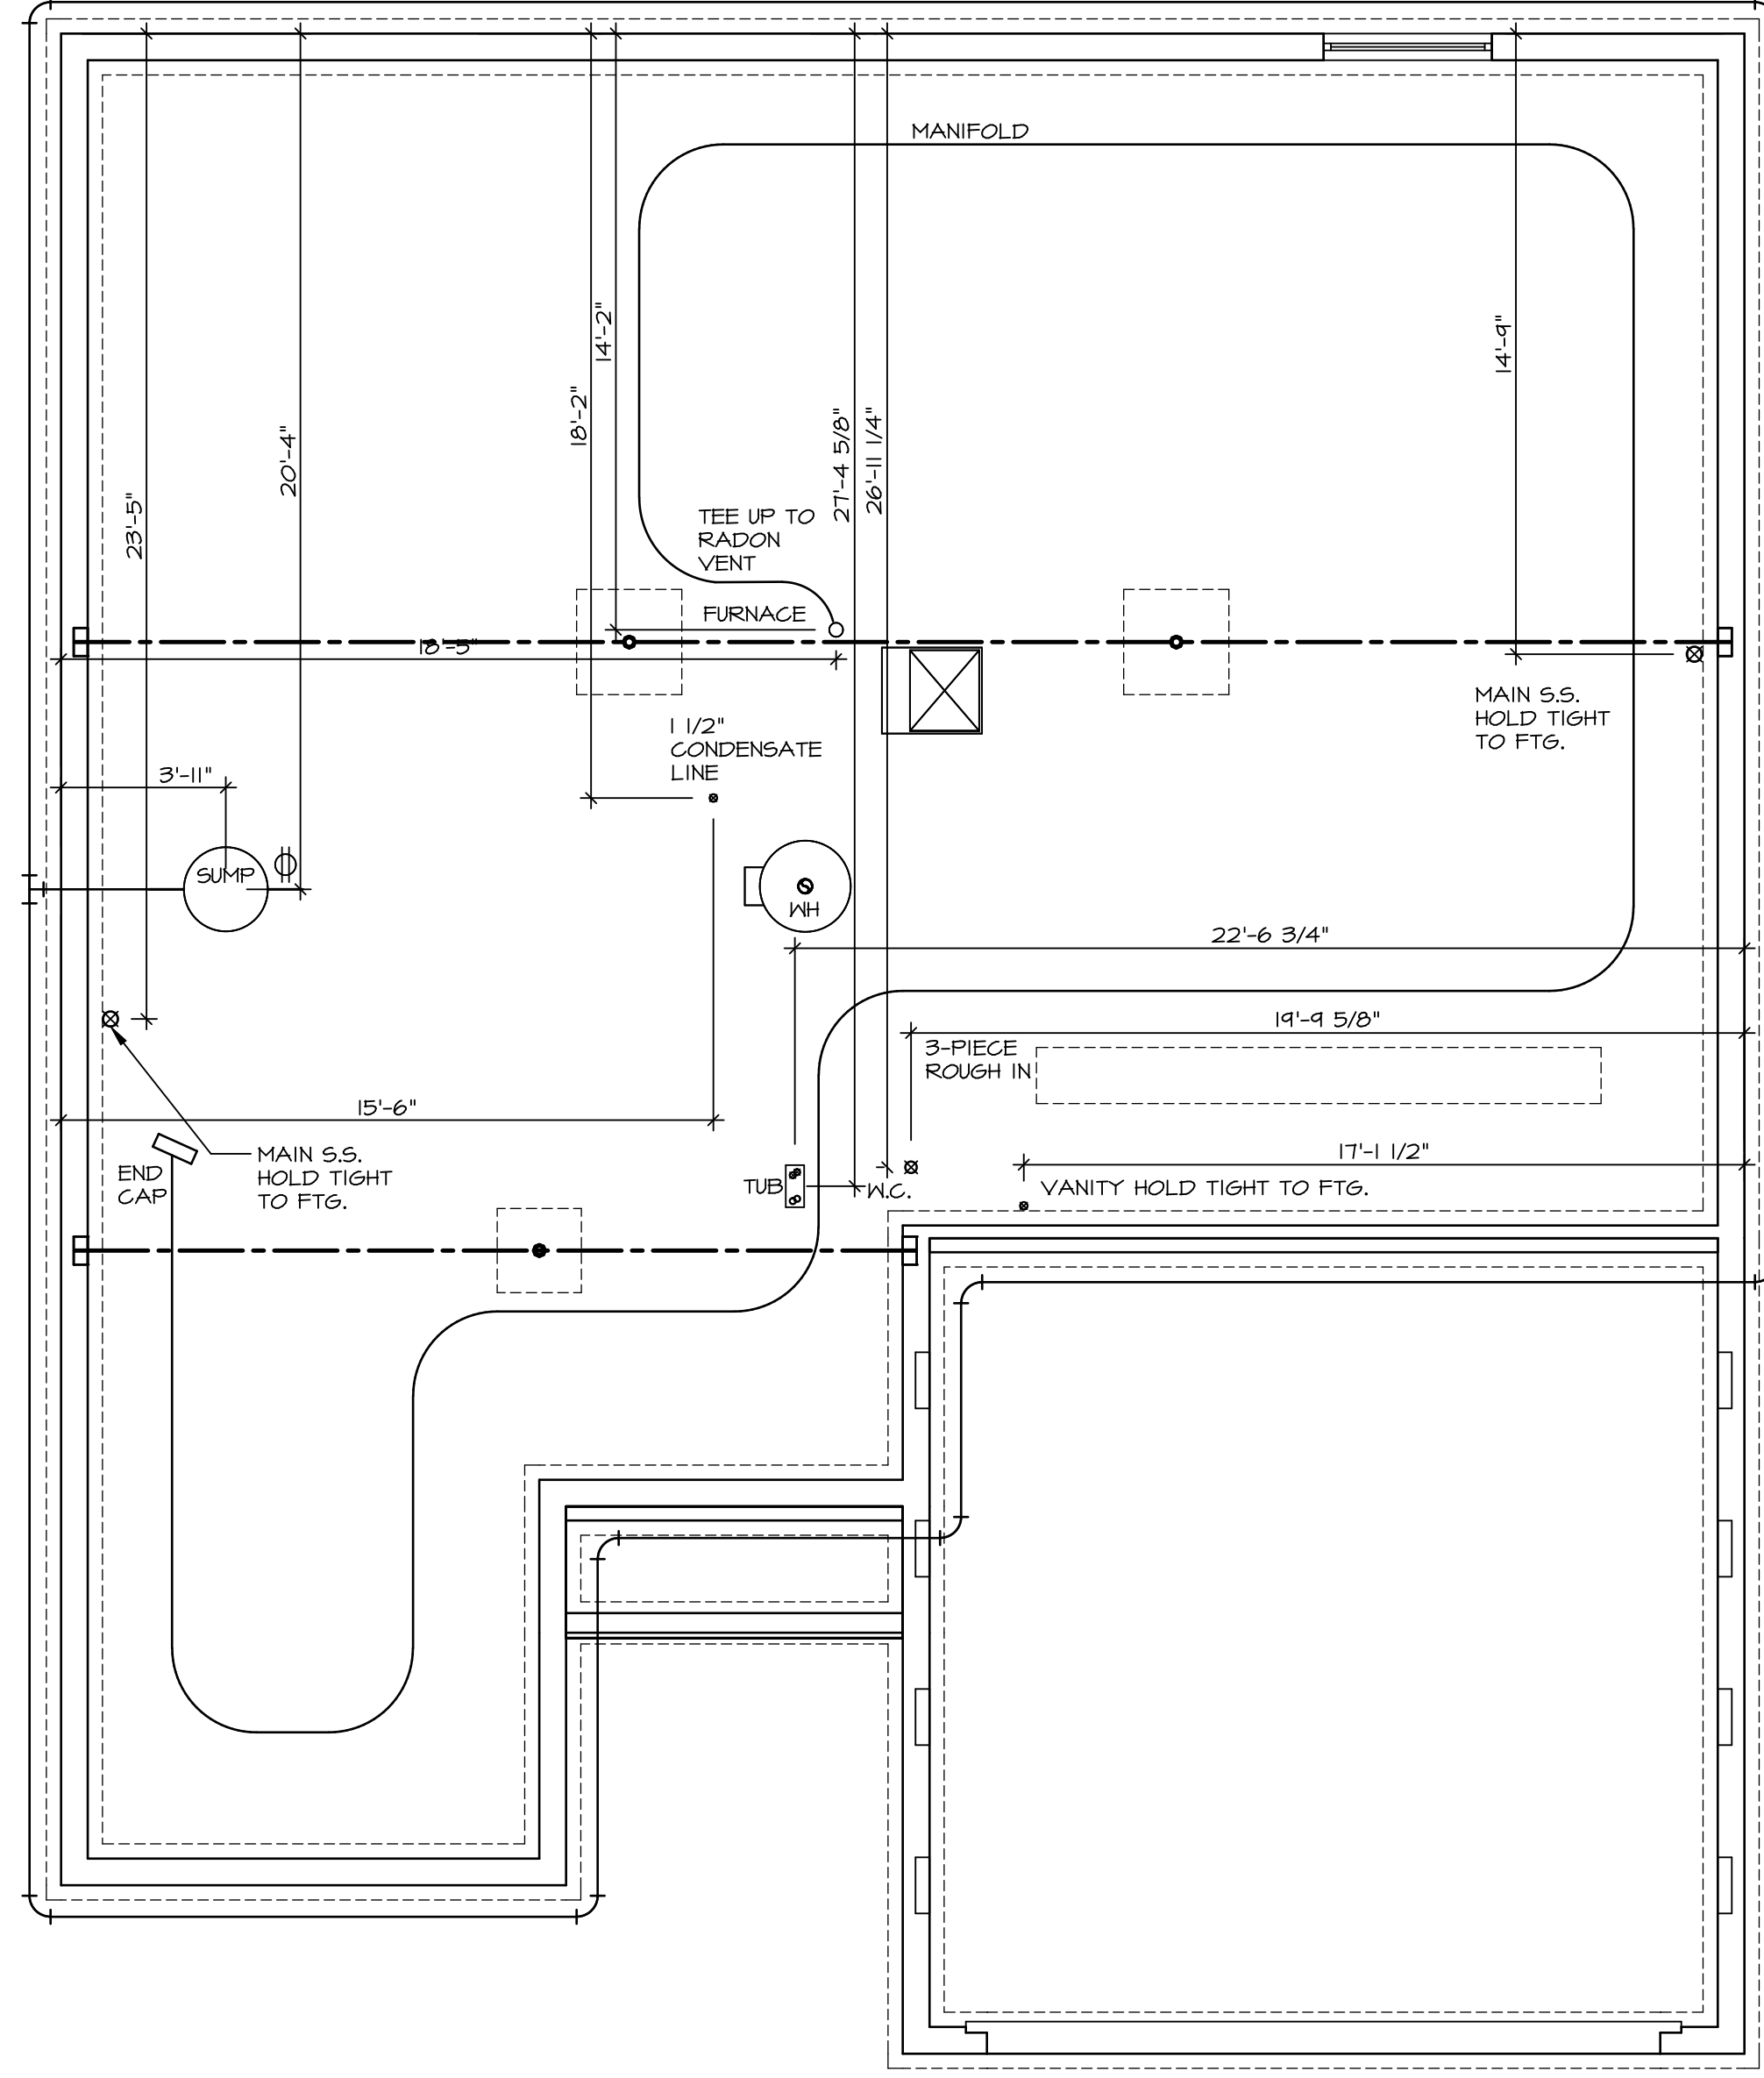 MANIFOLD
14'-2"
14'-9"
18'-2"
27'-4 5/8"
26'-11 1/4"
20'-4"
23'-5"
TEE UP TO
RADON
VENT
FURNACE
18'-5"
MAIN S.S.
HOLD TIGHT
TO FTG.
1 1/2"
CONDENSATE
LINE
3'-11"
SUMP
WH
22'-6 3/4"
19'-9 5/8"
3-PIECE
ROUGH IN
15'-6"
17'-1 1/2"
MAIN S.S.
HOLD TIGHT
TO FTG.
END
CAP
TUB
W.C.
VANITY HOLD TIGHT TO FTG.